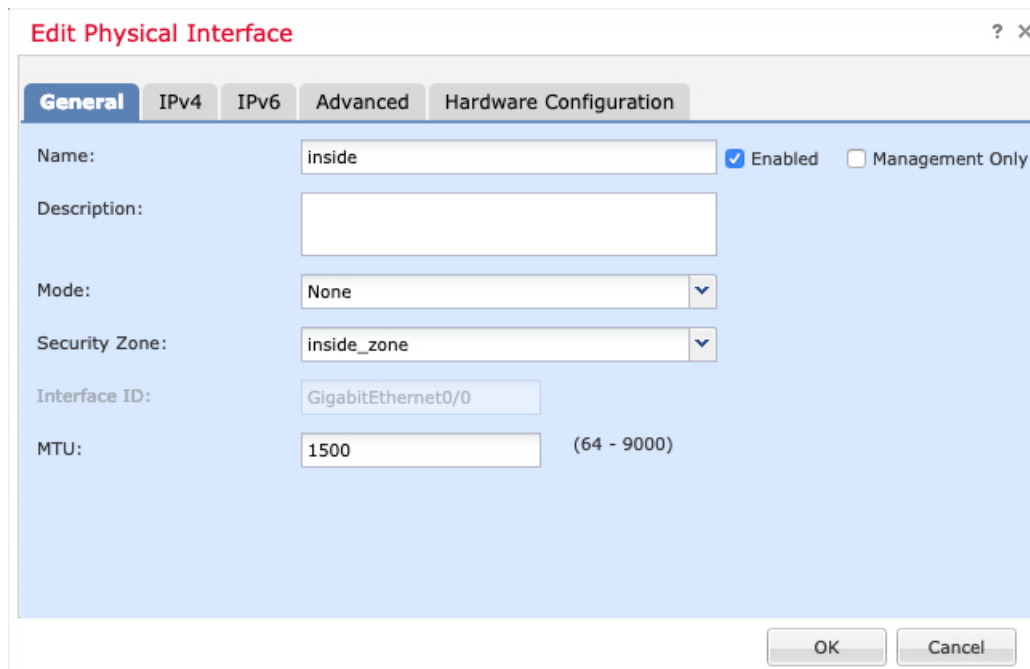 Edit Physical Interface ? ×
General IPv4 IPv6 Advanced Hardware Configuration
Name: inside Enabled Management Only
Description:
Mode: None
Security Zone: inside_zone
Interface ID: GigabitEthernet0/0
MTU: 1500 (64 - 9000)
OK Cancel